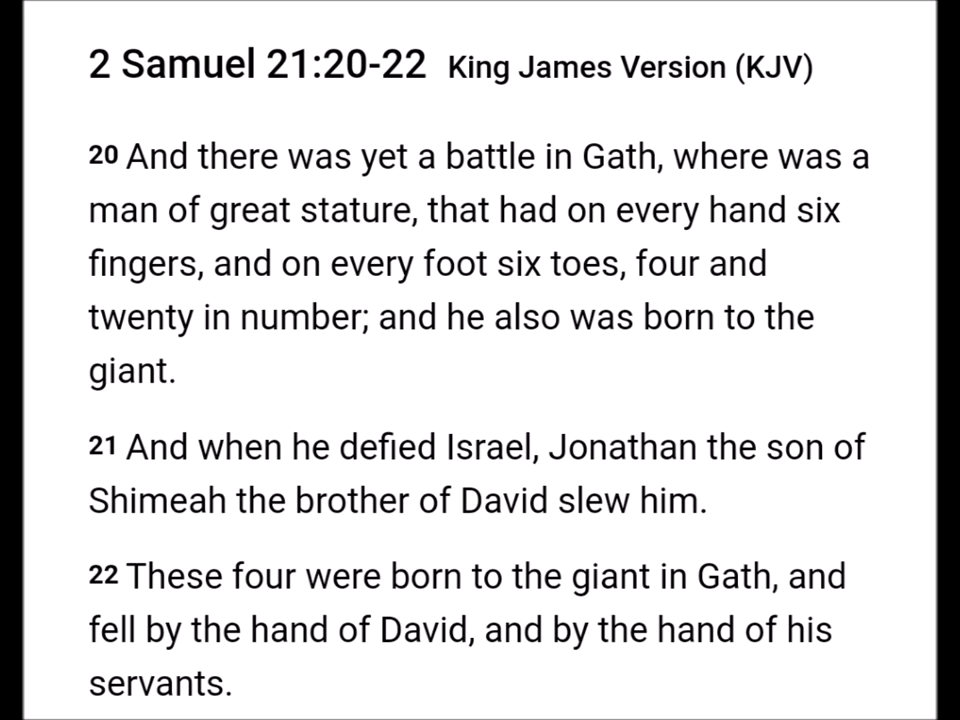 2 Samuel 21:20-22 King James Version (KJV)
20 And there was yet a battle in Gath, where was a
man of great stature, that had on every hand six
fingers, and on every foot six toes, four and
twenty in number; and he also was born to the
giant.
21 And when he defied Israel, Jonathan the son of
Shimeah the brother of David slew him.
22 These four were born to the giant in Gath, and
fell by the hand of David, and by the hand of his
servants.